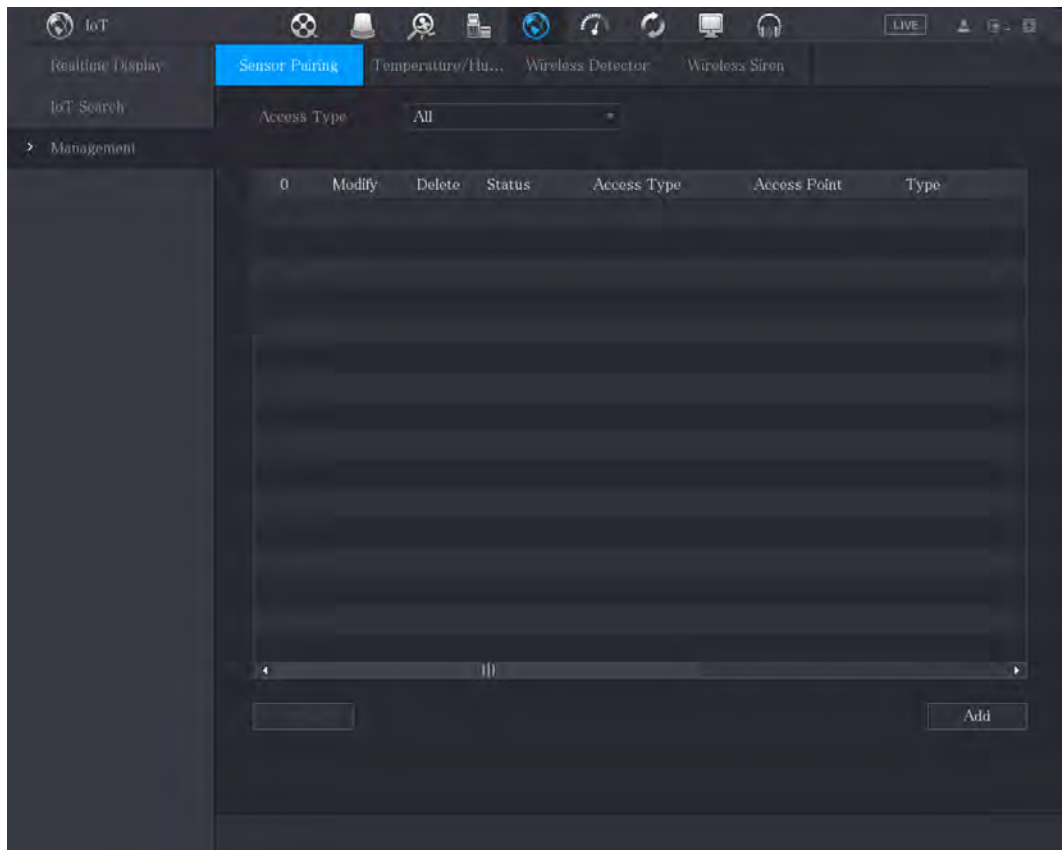 IoT LIVE
Realtime Display Sensor Pairing Temperature/Hu... Wireless Detector Wireless Siren
IoT Search Access Type All
Management
0 Modify Delete Status Access Type Access Point Type
Add